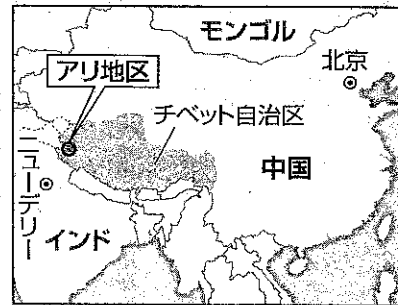 モンゴル
北京
アリ地区
チベット自治区
中国
ニューデリー
インド